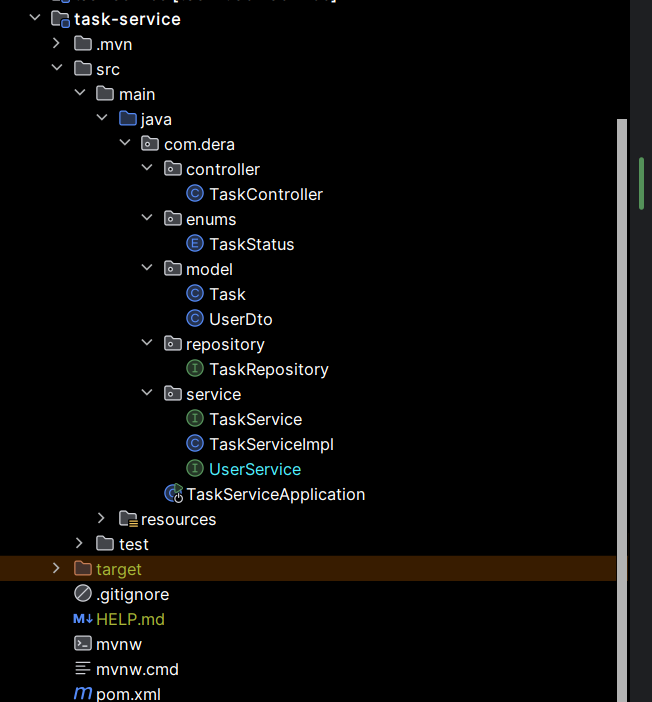 task-service
.mvn
src
main
java
com.dera
controller
C TaskController
enums
E TaskStatus
model
C Task
C UserDto
repository
I TaskRepository
service
I TaskService
C TaskServiceImpl
I UserService
TaskServiceApplication
resources
test
target
.gitignore
M↓ HELP.md
mvnw
mvnw.cmd
m pom.xml